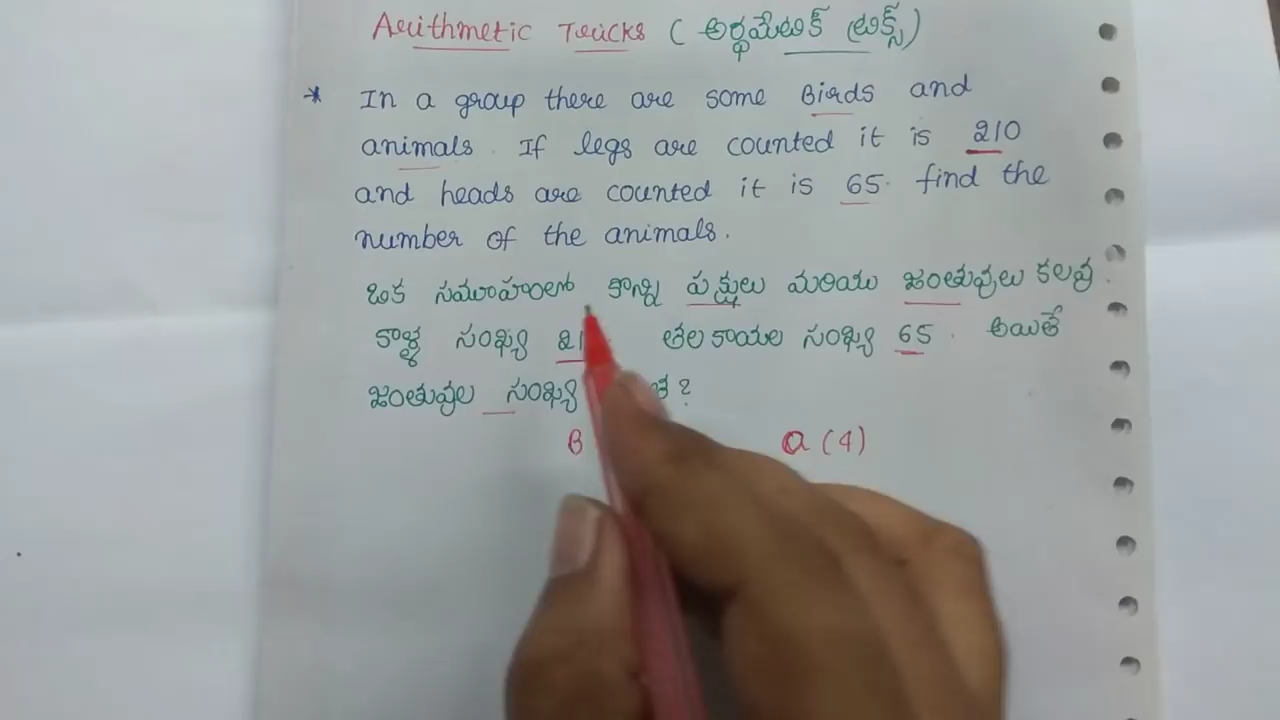 Arithmetic Tricks (అర్థమేటిక్ ట్రిక్స్)
* In a group there are some Birds and
animals. If legs are counted it is 210
and heads are counted it is 65. find the
number of the animals.
ఒక సమూహంలో కొన్ని పక్షులు మరియు జంతువులు కలవు.
కాళ్ళ సంఖ్య 21 తలకాయల సంఖ్య 65. అయితే
జంతువుల సంఖ్య ?
B a (4)